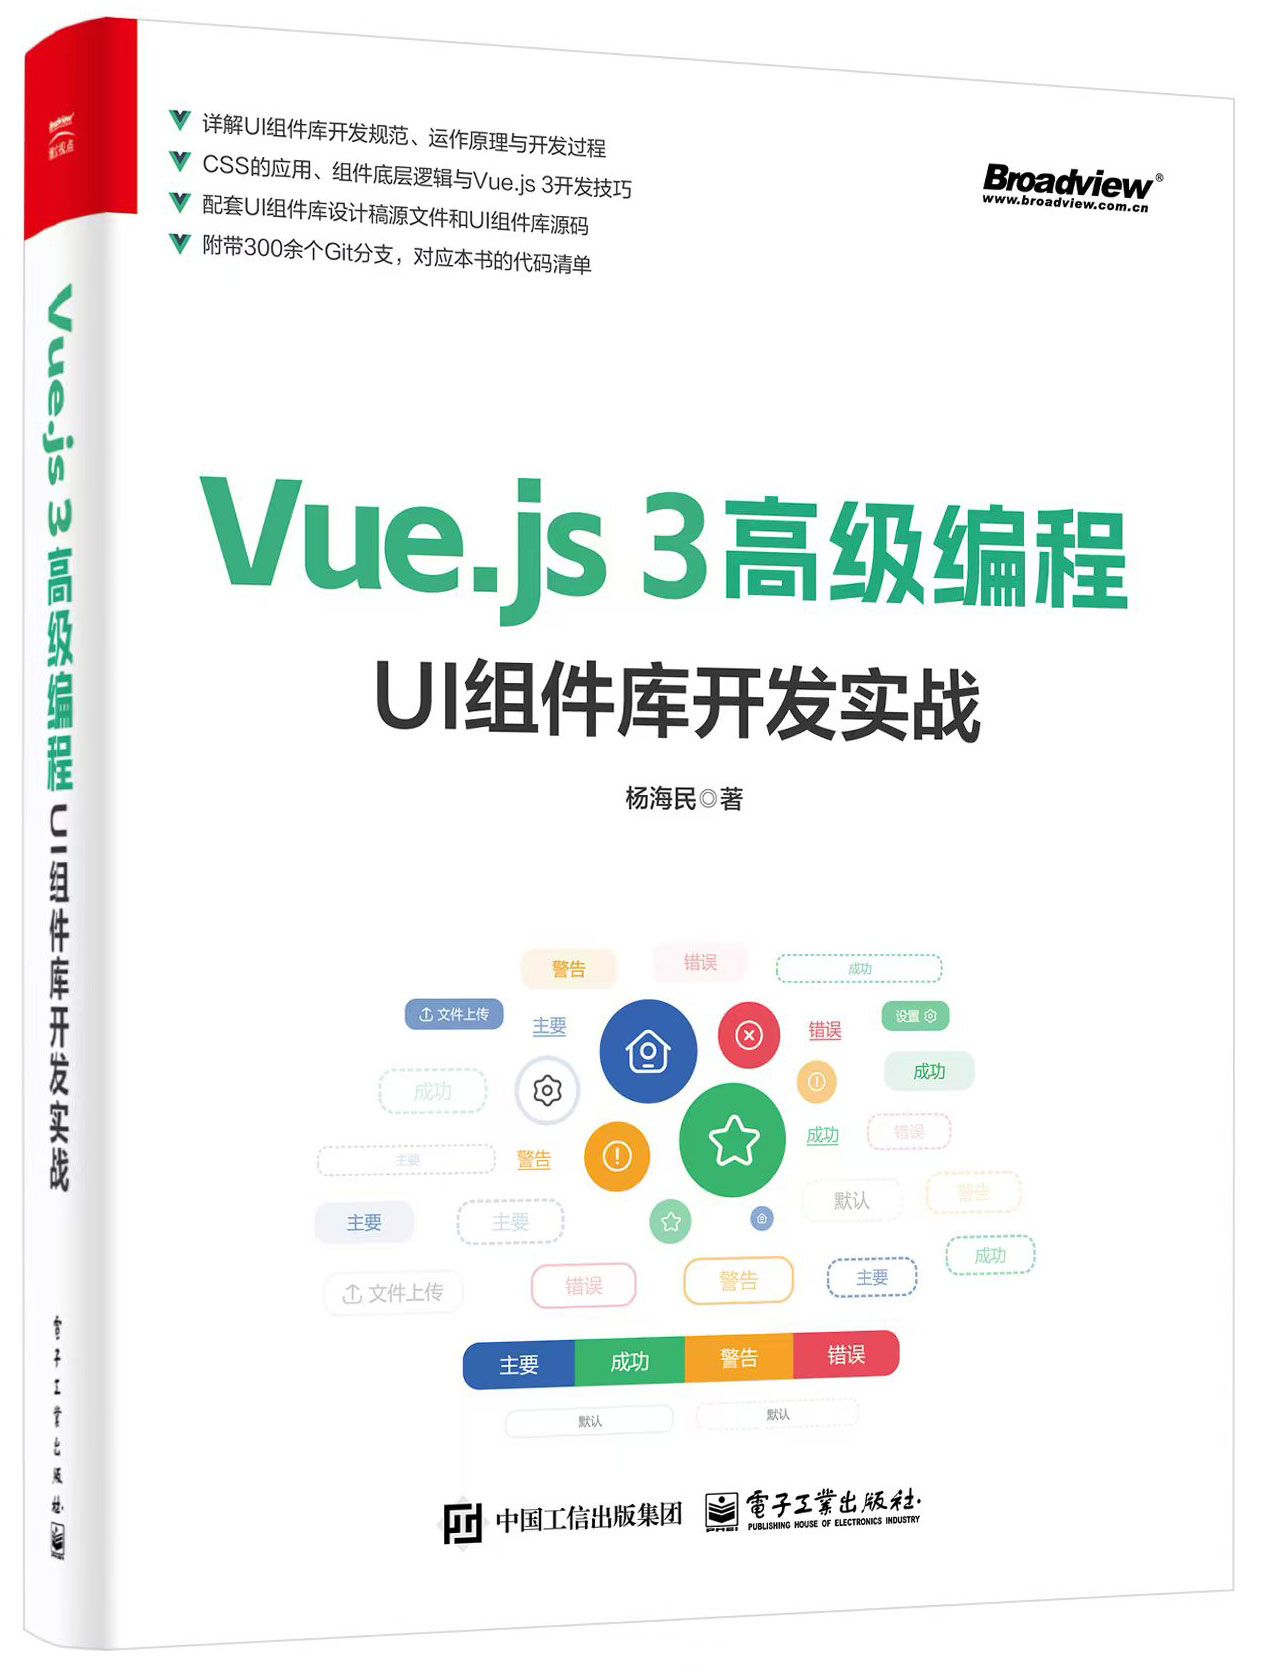 Broadview
博文视点
Vue.js 3高级编程 UI组件库开发实战
電子工業出版社.
PHEI
详解UI组件库开发规范、运作原理与开发过程
CSS的应用、组件底层逻辑与Vue.js 3开发技巧
配套UI组件库设计稿源文件和UI组件库源码
附带300余个Git分支，对应本书的代码清单
Broadview®
www.broadview.com.cn
Vue.js 3高级编程
UI组件库开发实战
杨海民◎著
警告 错误 成功
文件上传 主要 错误 设置
成功 成功
主要 警告 成功 错误
主要 主要 默认 警告
文件上传 错误 警告 主要 成功
主要 成功 警告 错误
默认 默认
中国工信出版集团
電子工業出版社.
PHEI PUBLISHING HOUSE OF ELECTRONICS INDUSTRY